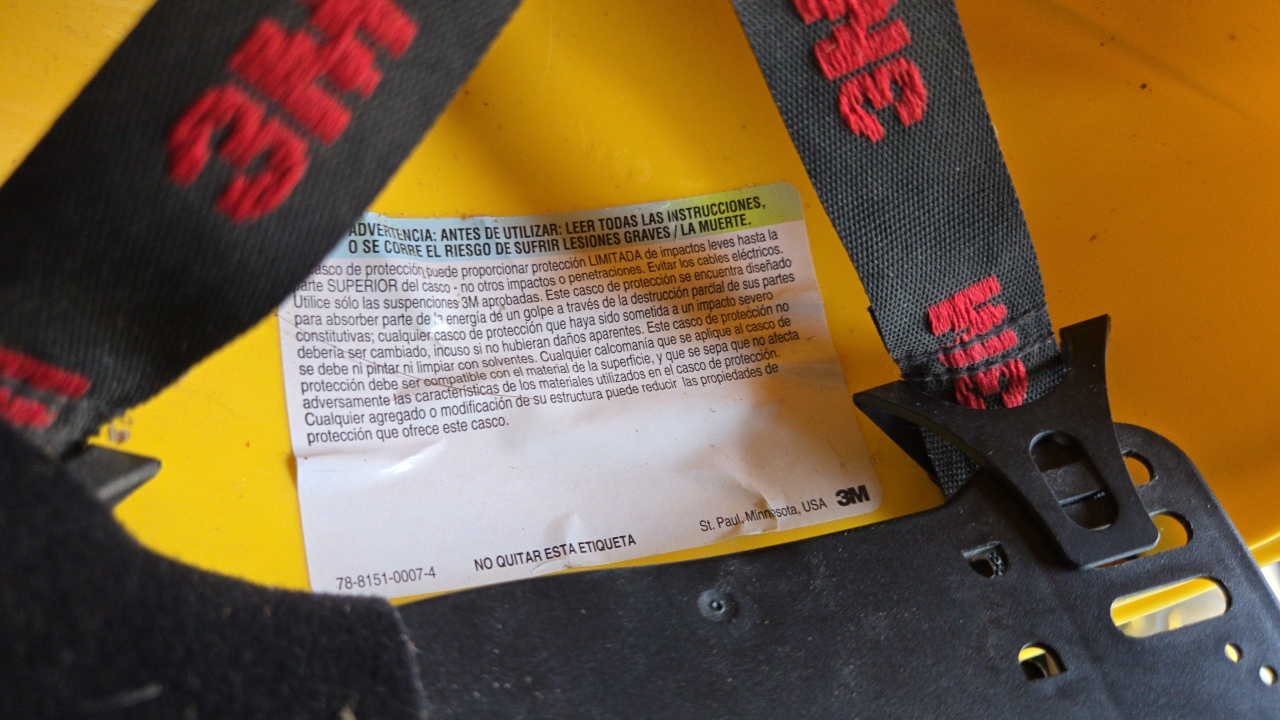 3M
3M
ADVERTENCIA: ANTES DE UTILIZAR: LEER TODAS LAS INSTRUCCIONES,
O SE CORRE EL RIESGO DE SUFRIR LESIONES GRAVES / LA MUERTE.
casco de protección puede proporcionar protección LIMITADA de impactos leves hasta la
parte SUPERIOR del casco - no otros impactos o penetraciones. Evitar los cables eléctricos.
Utilice sólo las suspenciones 3M aprobadas. Este casco de protección se encuentra diseñado
para absorber parte de la energía de un golpe a través de la destrucción parcial de sus partes
constitutivas; cualquier casco de protección que haya sido sometida a un impacto severo
debería ser cambiado, incuso si no hubieran daños aparentes. Este casco de protección no
se debe ni pintar ni limpiar con solventes. Cualquier calcomanía que se aplique al casco de
protección debe ser compatible con el material de la superficie, y que se sepa que no afecta
adversamente las características de los materiales utilizados en el casco de protección.
Cualquier agregado o modificación de su estructura puede reducir las propiedades de
protección que ofrece este casco.
St. Paul, Minnesota, USA 3M
NO QUITAR ESTA ETIQUETA
78-8151-0007-4
3M